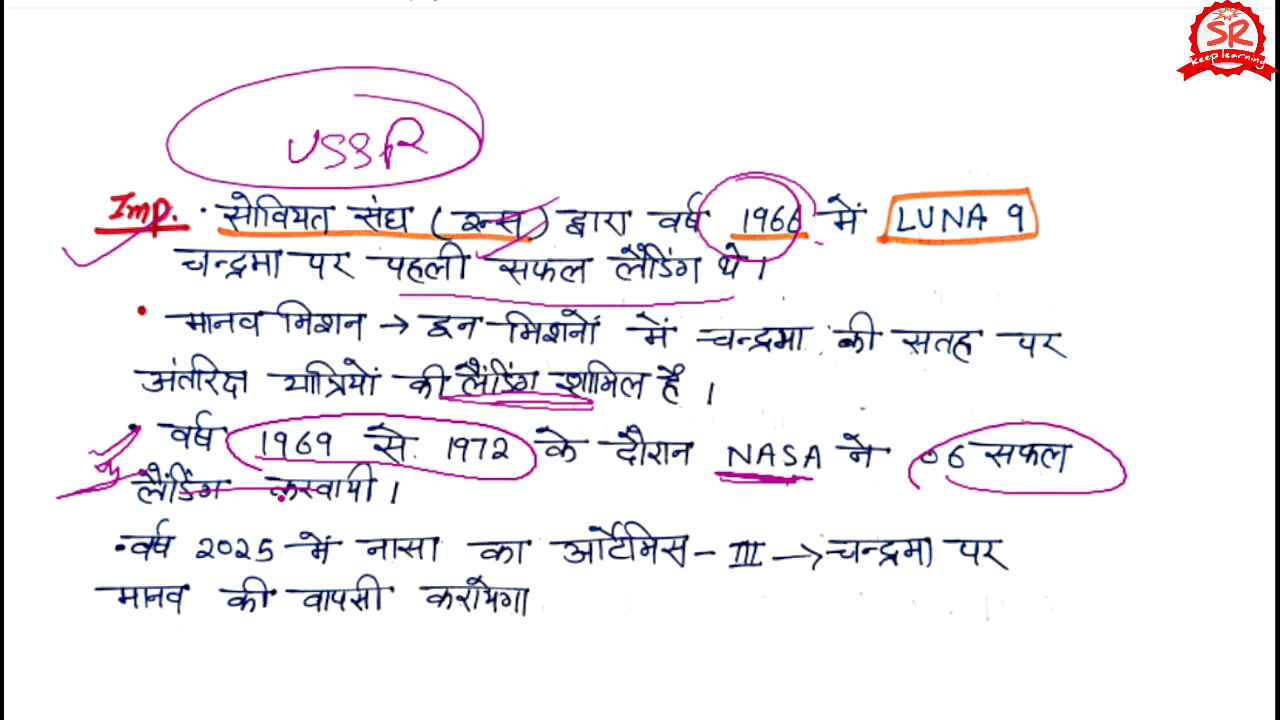 SR
Keep learning
USSR
Imp. · सोवियत संघ (रूस) द्वारा वर्ष 1966 में LUNA 9
चन्द्रमा पर पहली सफल लैंडिंग थे।
· मानव मिशन → इन मिशनों में चन्द्रमा की सतह पर
अंतरिक्ष यात्रियों की लैंडिंग शामिल है।
· वर्ष 1969 से 1972 के दौरान NASA ने 06 सफल
लैंडिंग करवायी।
· वर्ष 2025 में नासा का आर्टेमिस - III → चन्द्रमा पर
मानव की वापसी करायेगा